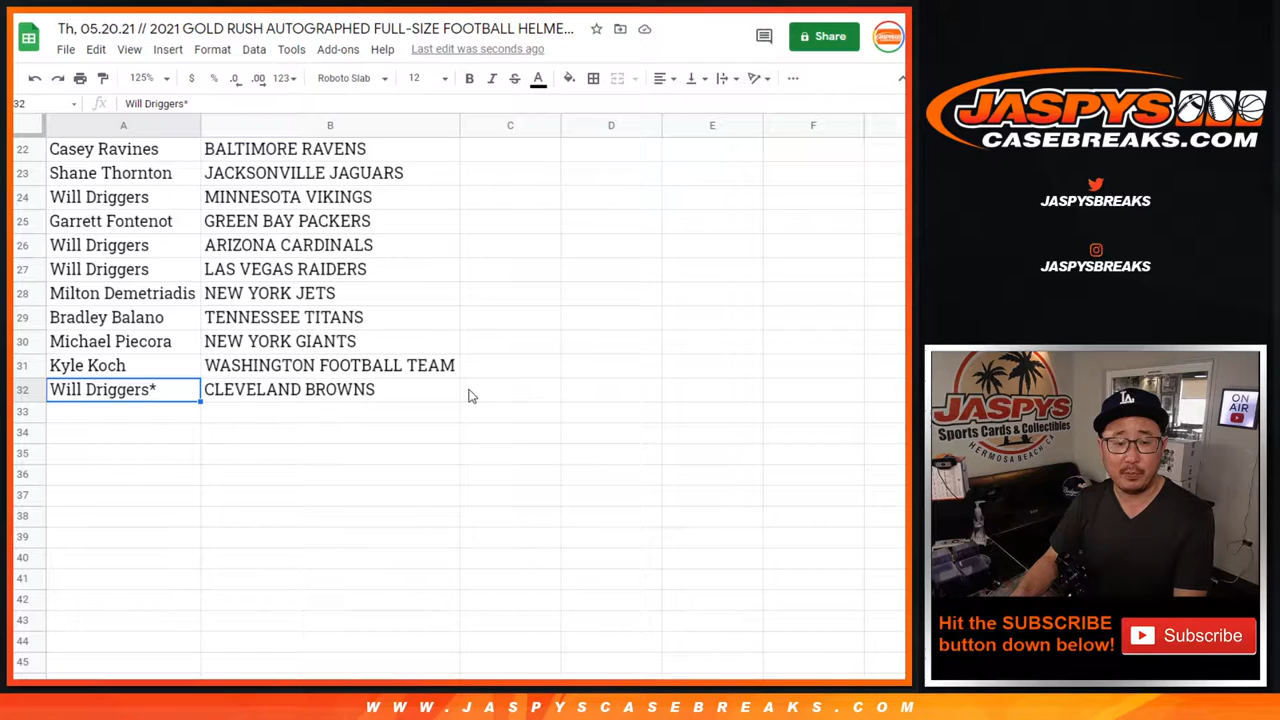 Th, 05.20.21 // 2021 GOLD RUSH AUTOGRAPHED FULL-SIZE FOOTBALL HELME...
File Edit View Insert Format Data Tools Add-ons Help Last edit was seconds ago
Share
125% $ % .0 .00 123 Roboto Slab 12 B I S A
32 fx Will Driggers*
A B C D E F
22 Casey Ravines BALTIMORE RAVENS
23 Shane Thornton JACKSONVILLE JAGUARS
24 Will Driggers MINNESOTA VIKINGS
25 Garrett Fontenot GREEN BAY PACKERS
26 Will Driggers ARIZONA CARDINALS
27 Will Driggers LAS VEGAS RAIDERS
28 Milton Demetriadis NEW YORK JETS
29 Bradley Balano TENNESSEE TITANS
30 Michael Piecora NEW YORK GIANTS
31 Kyle Koch WASHINGTON FOOTBALL TEAM
32 Will Driggers* CLEVELAND BROWNS
33
34
35
36
37
38
39
40
41
42
43
44
45
JASPYS
CASEBREAKS.COM
JASPYSBREAKS
JASPYSBREAKS
JASPYS
Sports Cards & Collectibles
HERMOSA BEACH, CA
LA
ON AIR
Hit the SUBSCRIBE
button down below!
Subscribe
WWW.JASPYSCASEBREAKS.COM